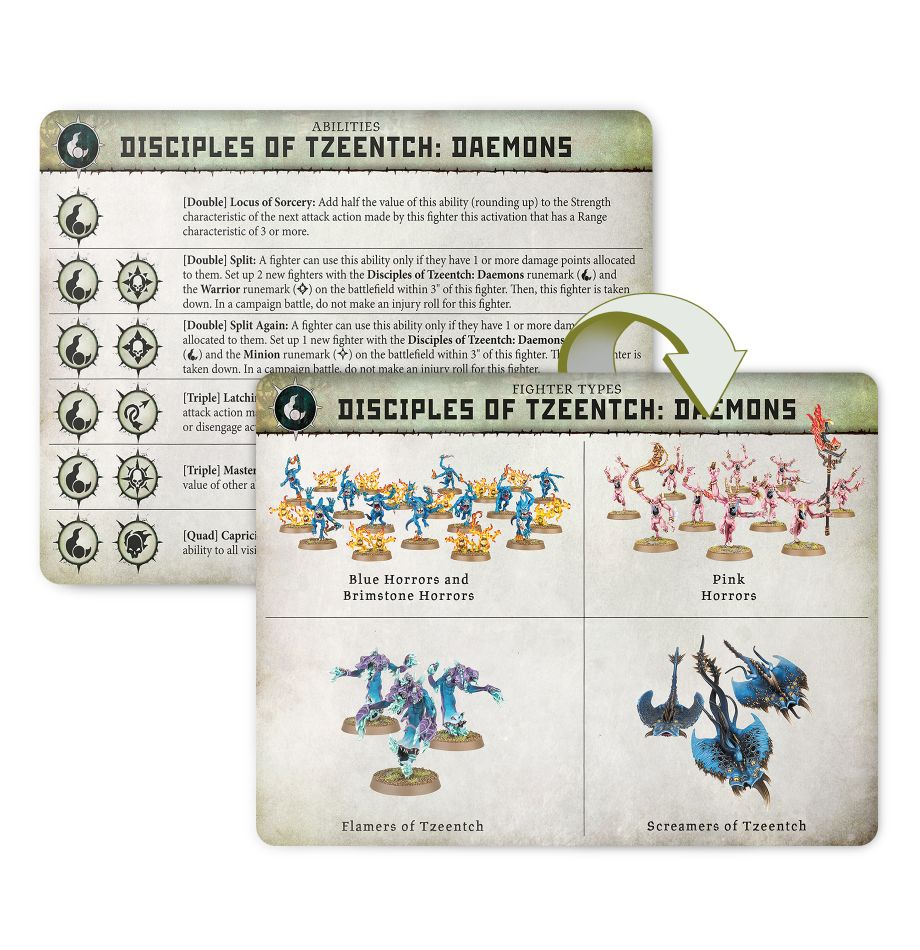 ABILITIES
DISCIPLES OF TZEENTCH: DAEMONS
[Double] Locus of Sorcery: Add half the value of this ability (rounding up) to the Strength
characteristic of the next attack action made by this fighter this activation that has a Range
characteristic of 3 or more.
[Double] Split: A fighter can use this ability only if they have 1 or more damage points allocated
to them. Set up 2 new fighters with the Disciples of Tzeentch: Daemons runemark ( ) and
the Warrior runemark ( ) on the battlefield within 3" of this fighter. Then, this fighter is taken
down. In a campaign battle, do not make an injury roll for this fighter.
[Double] Split Again: A fighter can use this ability only if they have 1 or more
allocated to them. Set up 1 new fighter with the Disciples of Tzeentch: Daemons
( ) and the Minion runemark ( ) on the battlefield within 3" of this fighter. is
taken down. In a campaign battle, do not make an injury roll for this fighter.
[Triple]
attack action
or disengage
[Triple] Master
value of other
[Quad]
ability to all
FIGHTER TYPES
DISCIPLES OF TZEENTCH: DAEMONS
Blue Horrors and
Brimstone Horrors
Pink
Horrors
Flamers of Tzeentch
Screamers of Tzeentch